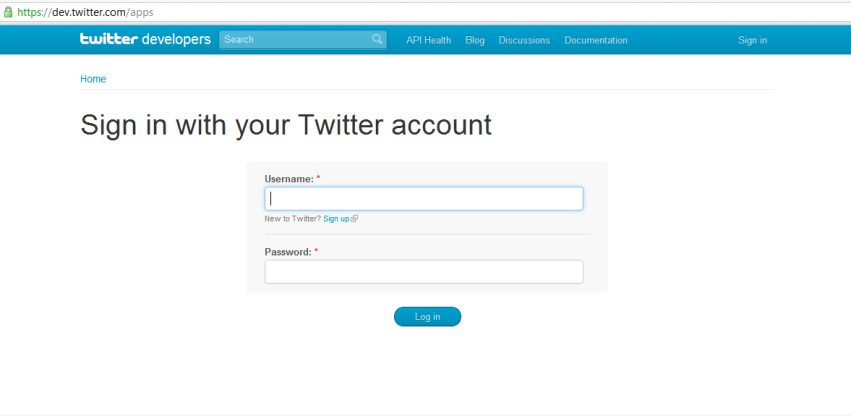 https://dev.twitter.com/apps
twitter developers Search API Health Blog Discussions Documentation Sign in
Home
Sign in with your Twitter account
Username: *
New to Twitter? Sign up
Password: *
Log in